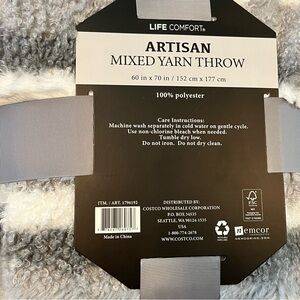 LIFE COMFORT®
ARTISAN
MIXED YARN THROW
60 in x 70 in / 152 cm x 177 cm
100% polyester
Care Instructions:
Machine wash separately in cold water on gentle cycle.
Use non-chlorine bleach when needed.
Tumble dry low.
Do not iron. Do not dry clean.
ITM. / ART. 1796192
Made in China
DISTRIBUTED BY:
COSTCO WHOLESALE CORPORATION
P.O. BOX 34535
SEATTLE, WA 98124-1535
USA
1-800-774-2678
WWW.COSTCO.COM
FSC
nemcor